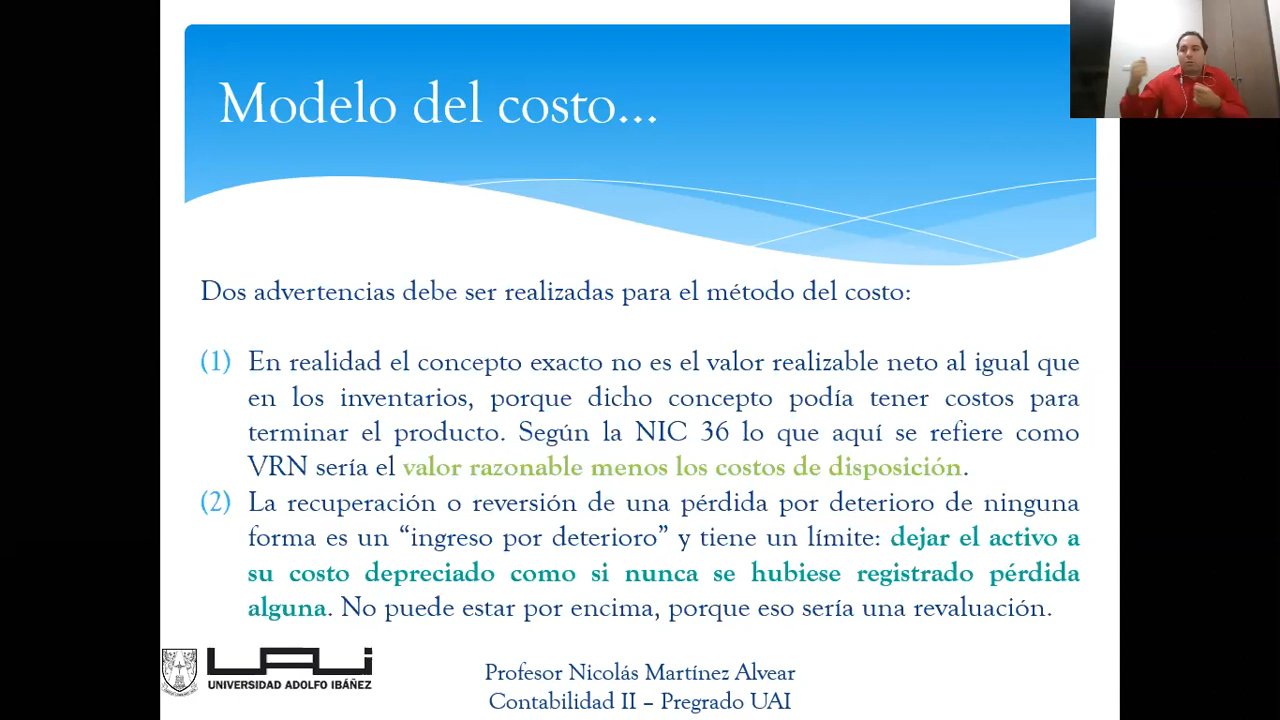 Modelo del costo...
Dos advertencias debe ser realizadas para el método del costo:
(1) En realidad el concepto exacto no es el valor realizable neto al igual que
en los inventarios, porque dicho concepto podía tener costos para
terminar el producto. Según la NIC 36 lo que aquí se refiere como
VRN sería el valor razonable menos los costos de disposición.
(2) La recuperación o reversión de una pérdida por deterioro de ninguna
forma es un “ingreso por deterioro” y tiene un límite: dejar el activo a
su costo depreciado como si nunca se hubiese registrado pérdida
alguna. No puede estar por encima, porque eso sería una revaluación.
UAI
UNIVERSIDAD ADOLFO IBÁÑEZ
Profesor Nicolás Martínez Alvear
Contabilidad II – Pregrado UAI